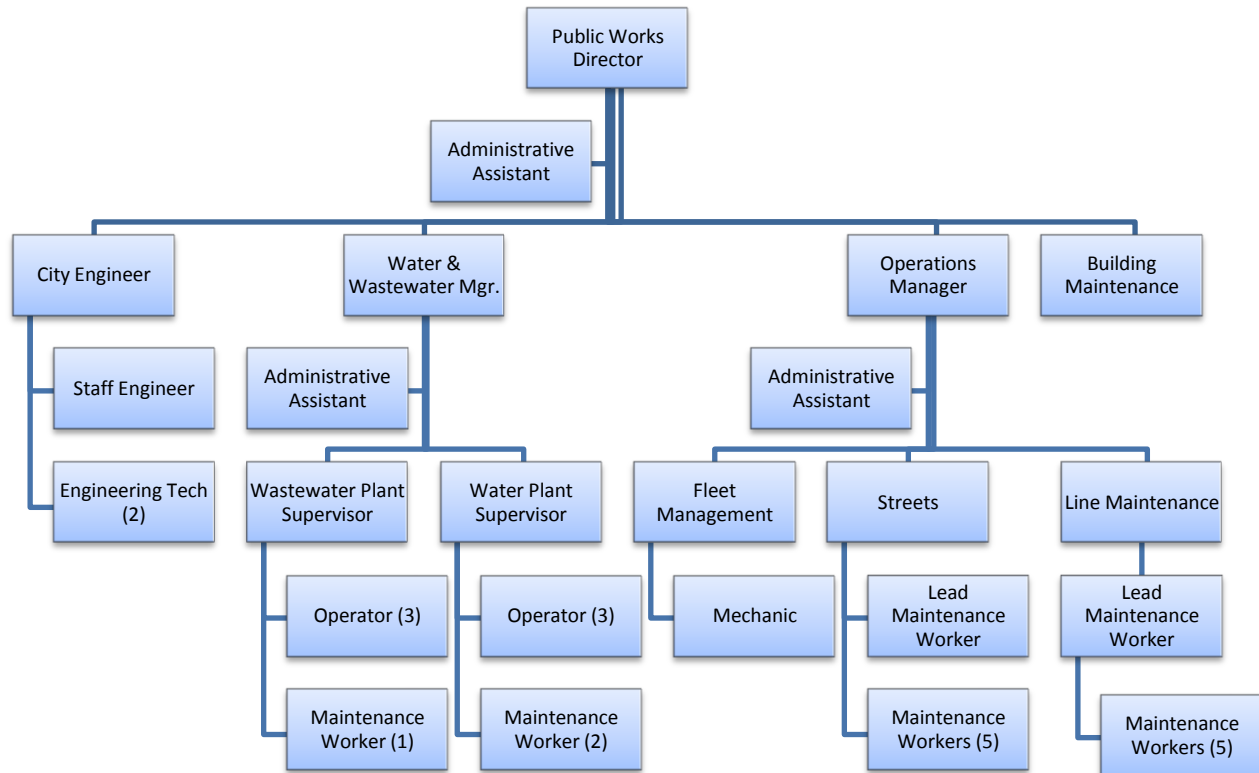 Public Works
Director
Administrative
Assistant
City Engineer
Water &
Wastewater Mgr.
Operations
Manager
Building
Maintenance
Staff Engineer
Administrative
Assistant
Administrative
Assistant
Engineering Tech
(2)
Wastewater Plant
Supervisor
Water Plant
Supervisor
Fleet
Management
Streets
Line Maintenance
Operator (3)
Operator (3)
Mechanic
Lead
Maintenance
Worker
Lead
Maintenance
Worker
Maintenance
Worker (1)
Maintenance
Worker (2)
Maintenance
Workers (5)
Maintenance
Workers (5)